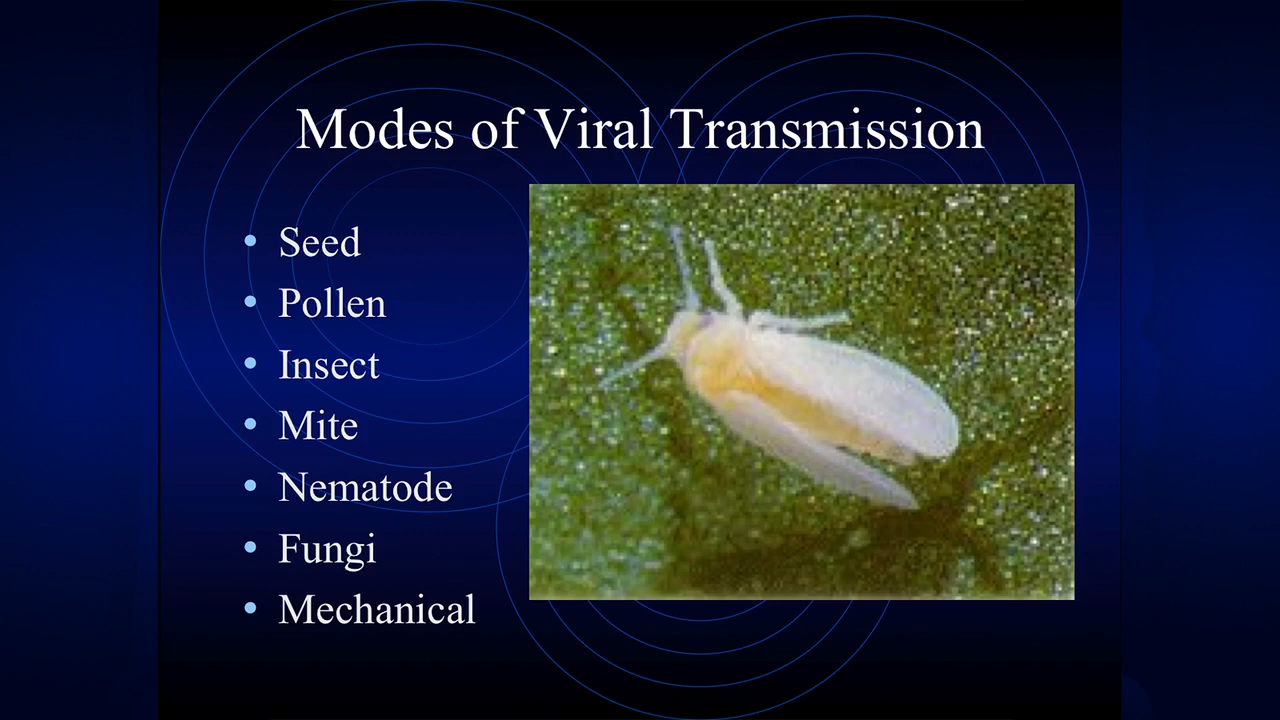 Modes of Viral Transmission
• Seed
• Pollen
• Insect
• Mite
• Nematode
• Fungi
• Mechanical